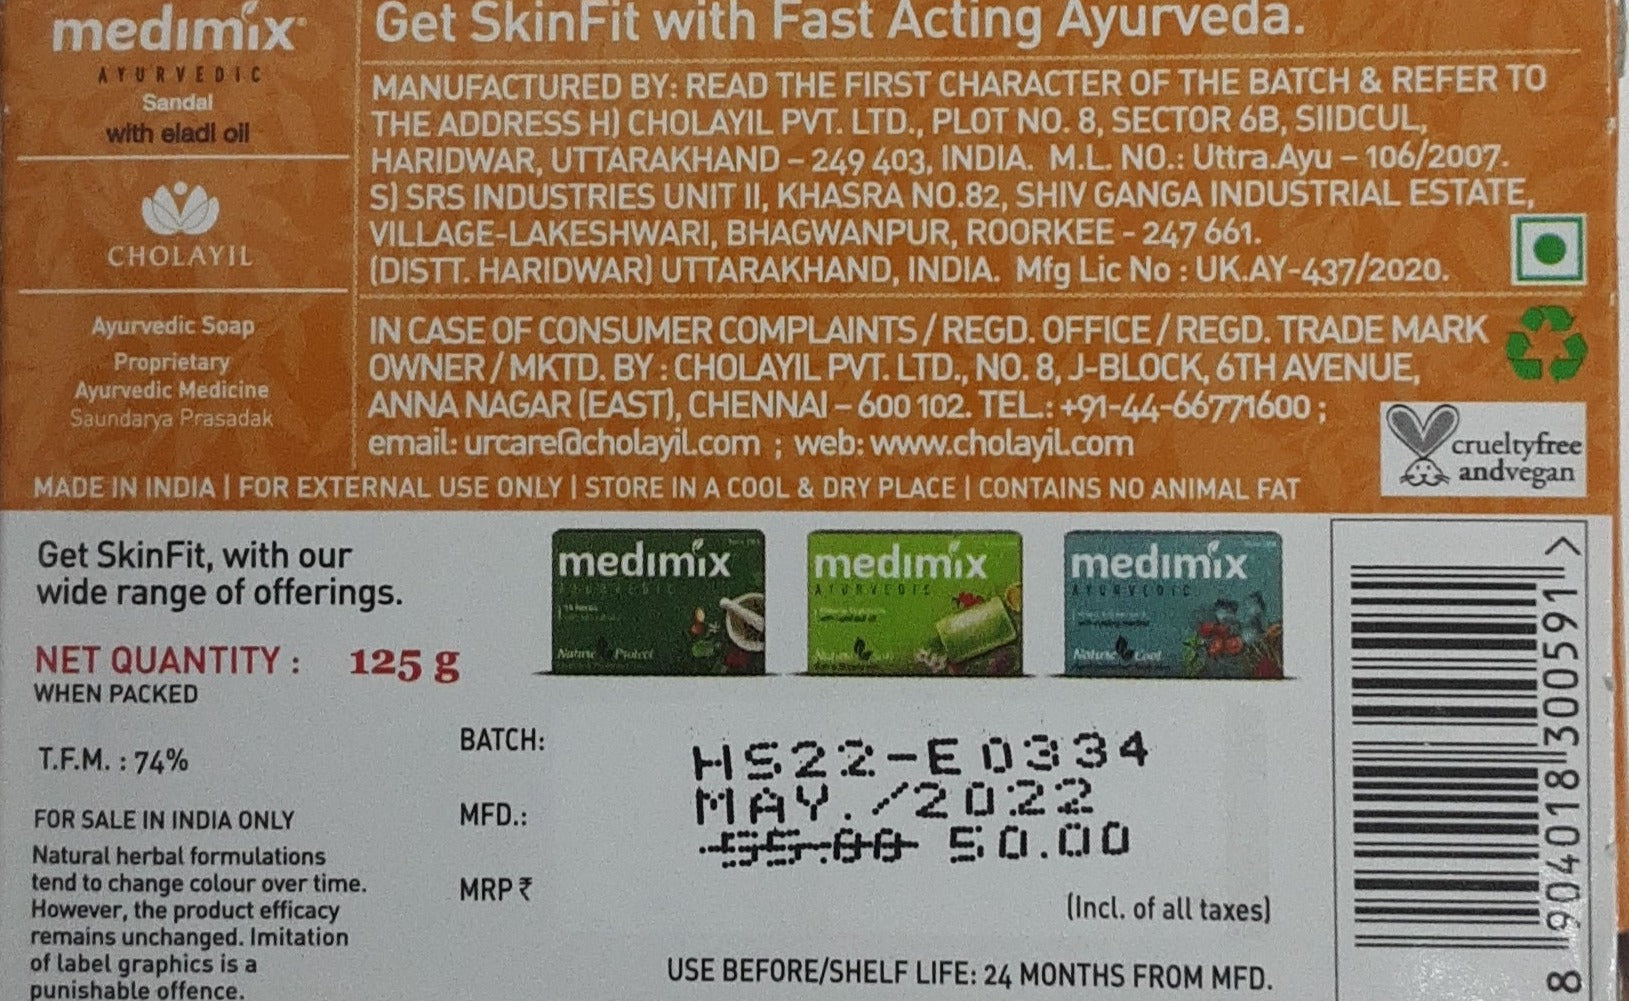 medimix
AYURVEDIC
Sandal
with eladi oil
CHOLAYIL
Ayurvedic Soap
Proprietary
Ayurvedic Medicine
Saundarya Prasadak
Get SkinFit with Fast Acting Ayurveda.
MANUFACTURED BY: READ THE FIRST CHARACTER OF THE BATCH & REFER TO
THE ADDRESS H) CHOLAYIL PVT. LTD., PLOT NO. 8, SECTOR 6B, SIIDCUL,
HARIDWAR, UTTARAKHAND – 249 403, INDIA. M.L. NO.: Uttra.Ayu – 106/2007.
S) SRS INDUSTRIES UNIT II, KHASRA NO.82, SHIV GANGA INDUSTRIAL ESTATE,
VILLAGE-LAKESHWARI, BHAGWANPUR, ROORKEE - 247 661.
(DISTT. HARIDWAR) UTTARAKHAND, INDIA. Mfg Lic No : UK.AY-437/2020.
IN CASE OF CONSUMER COMPLAINTS / REGD. OFFICE / REGD. TRADE MARK
OWNER / MKTD. BY : CHOLAYIL PVT. LTD., NO. 8, J-BLOCK, 6TH AVENUE,
ANNA NAGAR (EAST), CHENNAI – 600 102. TEL.: +91-44-66771600 ;
email: urcare@cholayil.com ; web: www.cholayil.com
crueltyfree
andvegan
MADE IN INDIA | FOR EXTERNAL USE ONLY | STORE IN A COOL & DRY PLACE | CONTAINS NO ANIMAL FAT
Get SkinFit, with our
wide range of offerings.
medimix
AYURVEDIC
Nature Protect
medimix
AYURVEDIC
medimix
AYURVEDIC
Nature Cool
NET QUANTITY : 125 g
WHEN PACKED
T.F.M. : 74%
FOR SALE IN INDIA ONLY
Natural herbal formulations
tend to change colour over time.
However, the product efficacy
remains unchanged. Imitation
of label graphics is a
punishable offence.
BATCH: HS22-E0334
MFD.: MAY./2022
MRP ₹ 55.00 50.00
(Incl. of all taxes)
USE BEFORE/SHELF LIFE: 24 MONTHS FROM MFD.
8 904018 300591 >